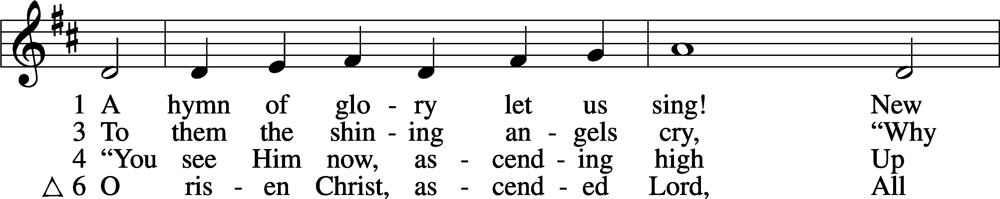 1 A hymn of glo - ry let us sing! New
3 To them the shin - ing an - gels cry, “Why
4 “You see Him now, as - cend - ing high Up
△ 6 O ris - en Christ, as - cend - ed Lord, All